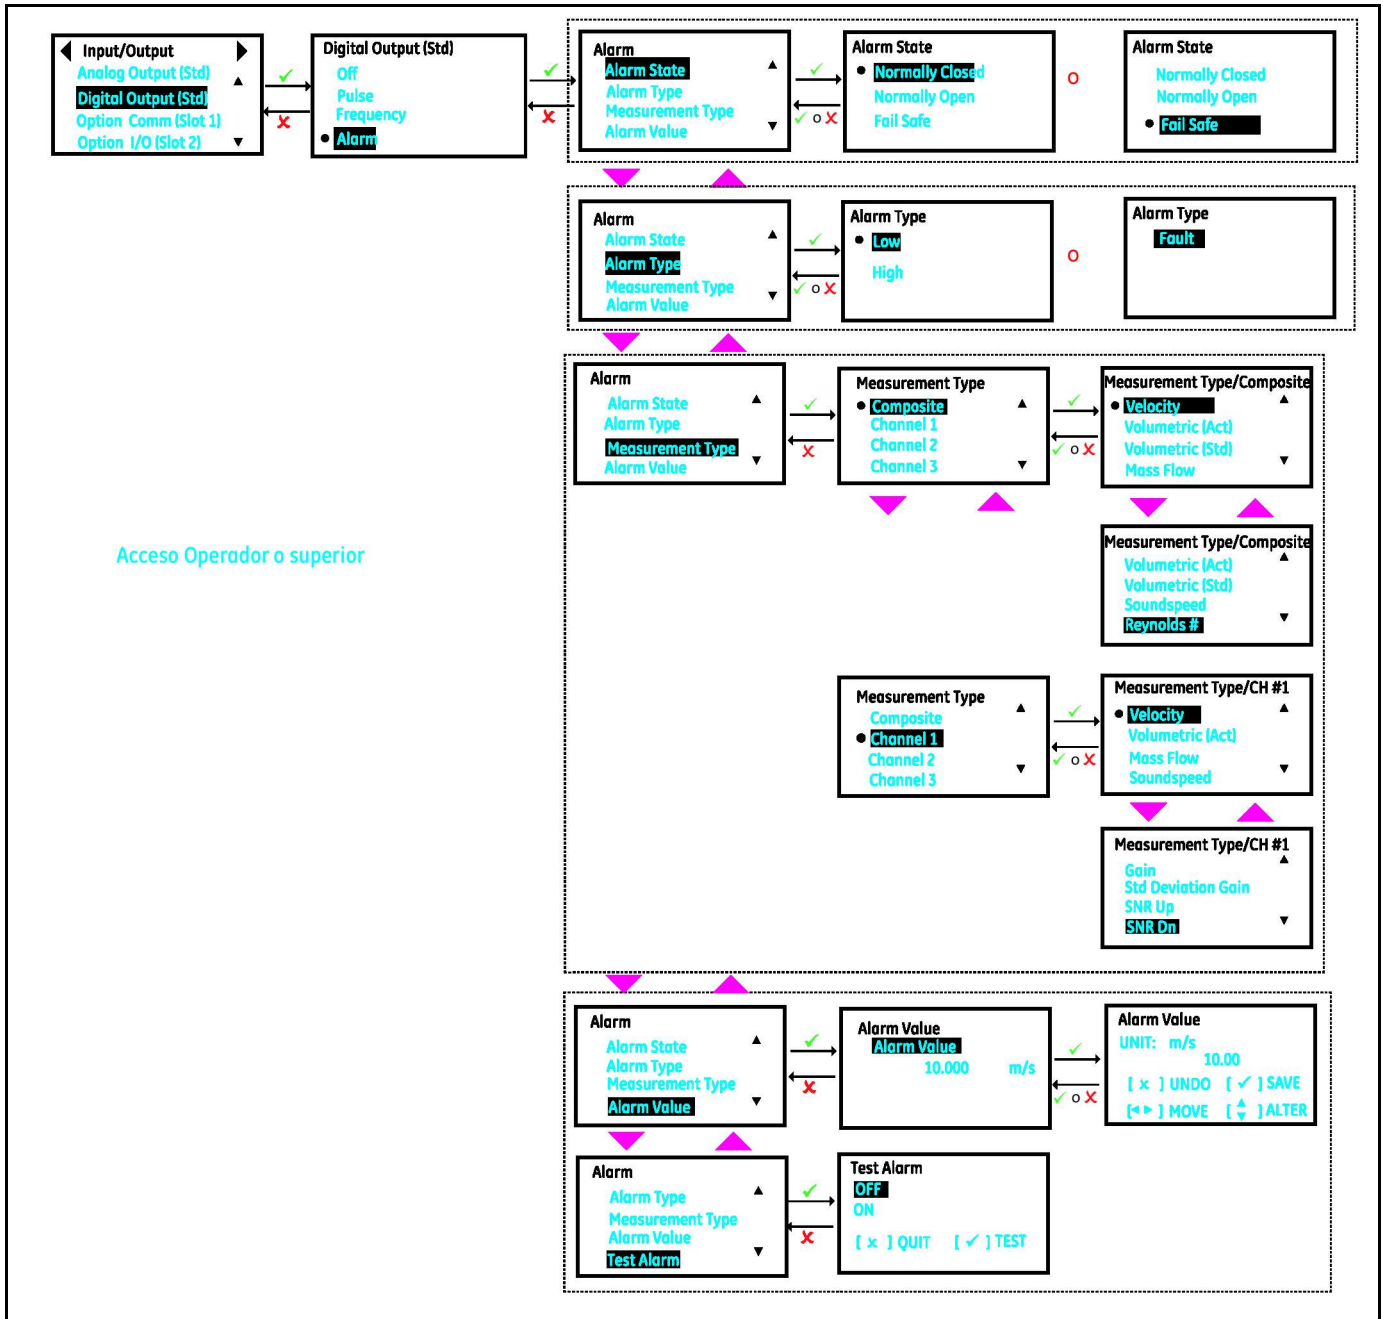 Input/Output
Analog Output (Std)
Digital Output (Std)
Option Comm (Slot 1)
Option I/O (Slot 2)
Digital Output (Std)
Off
Pulse
Frequency
Alarm
Alarm
Alarm State
Alarm Type
Measurement Type
Alarm Value
o
Alarm State
Normally Closed
Normally Open
Fail Safe
o
Alarm State
Normally Closed
Normally Open
Fail Safe
Alarm
Alarm State
Alarm Type
Measurement Type
Alarm Value
o
Alarm Type
Low
High
o
Alarm Type
Fault
Alarm
Alarm State
Alarm Type
Measurement Type
Alarm Value
Measurement Type
Composite
Channel 1
Channel 2
Channel 3
o
Measurement Type/Composite
Velocity
Volumetric (Act)
Volumetric (Std)
Mass Flow
Measurement Type/Composite
Volumetric (Act)
Volumetric (Std)
Soundspeed
Reynolds #
Acceso Operador o superior
Measurement Type
Composite
Channel 1
Channel 2
Channel 3
o
Measurement Type/CH #1
Velocity
Volumetric (Act)
Mass Flow
Soundspeed
Measurement Type/CH #1
Gain
Std Deviation Gain
SNR Up
SNR Dn
Alarm
Alarm State
Alarm Type
Measurement Type
Alarm Value
Alarm Value
Alarm Value
10.000 m/s
o
Alarm Value
UNIT: m/s
10.00
[ x ] UNDO [ ✓ ] SAVE
[◄ ►] MOVE [ ▲▼ ] ALTER
Alarm
Alarm Type
Measurement Type
Alarm Value
Test Alarm
Test Alarm
OFF
ON
[ x ] QUIT [ ✓ ] TEST